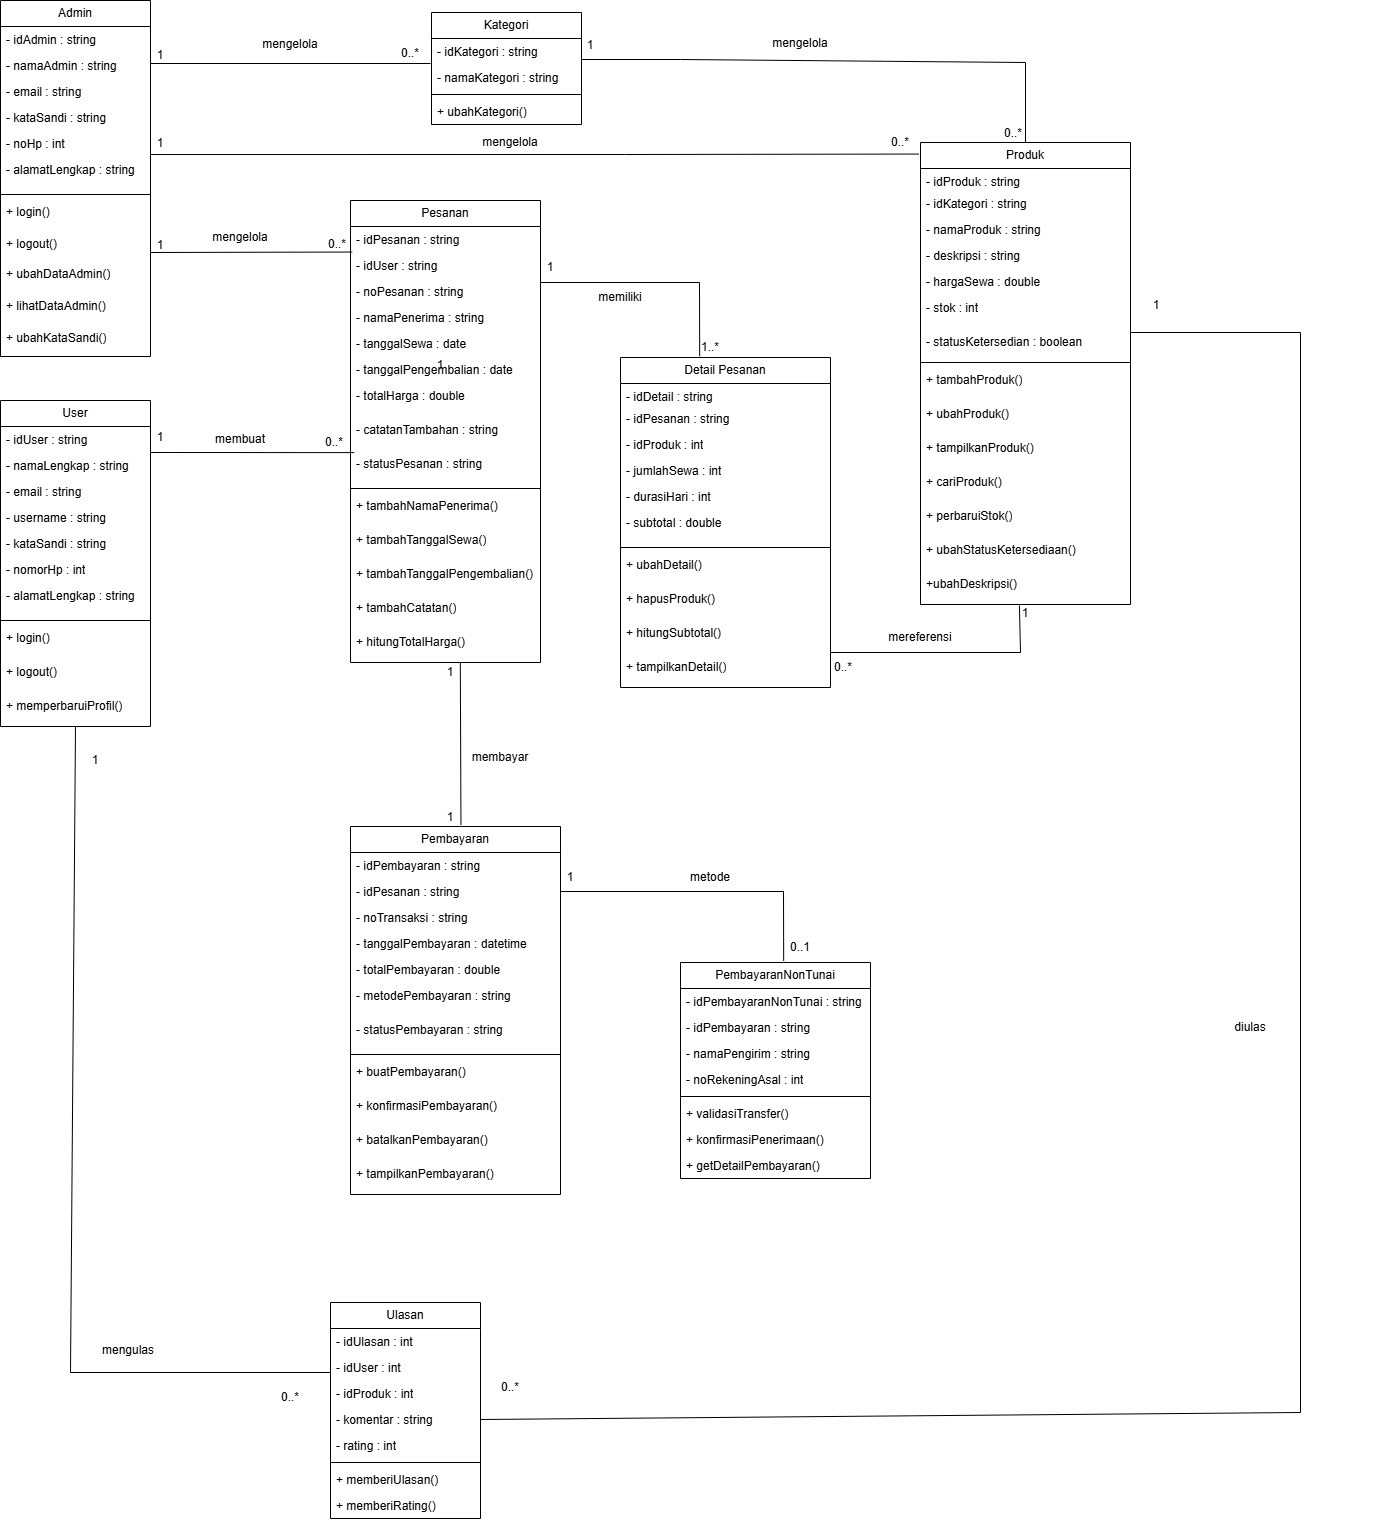 Admin
- idAdmin : string
- namaAdmin : string
- email : string
- kataSandi : string
- noHp : int
- alamatLengkap : string
+ login()
+ logout()
+ ubahDataAdmin()
+ lihatDataAdmin()
+ ubahKataSandi()
1
mengelola
0..*
Kategori
- idKategori : string
- namaKategori : string
+ ubahKategori()
1
mengelola
0..*
1
mengelola
0..*
Produk
- idProduk : string
- idKategori : string
- namaProduk : string
- deskripsi : string
- hargaSewa : double
- stok : int
- statusKetersedian : boolean
+ tambahProduk()
+ ubahProduk()
+ tampilkanProduk()
+ cariProduk()
+ perbaruiStok()
+ ubahStatusKetersediaan()
+ubahDeskripsi()
1
mengelola
0..*
Pesanan
- idPesanan : string
- idUser : string
- noPesanan : string
- namaPenerima : string
- tanggalSewa : date
1
- tanggalPengembalian : date
- totalHarga : double
- catatanTambahan : string
- statusPesanan : string
+ tambahNamaPenerima()
+ tambahTanggalSewa()
+ tambahTanggalPengembalian()
+ tambahCatatan()
+ hitungTotalHarga()
1
memiliki
1..*
Detail Pesanan
- idDetail : string
- idPesanan : string
- idProduk : int
- jumlahSewa : int
- durasiHari : int
- subtotal : double
+ ubahDetail()
+ hapusProduk()
+ hitungSubtotal()
+ tampilkanDetail()
1
mereferensi
0..*
User
- idUser : string
- namaLengkap : string
- email : string
- username : string
- kataSandi : string
- nomorHp : int
- alamatLengkap : string
+ login()
+ logout()
+ memperbaruiProfil()
1
membuat
0..*
1
membayar
1
Pembayaran
- idPembayaran : string
- idPesanan : string
- noTransaksi : string
- tanggalPembayaran : datetime
- totalPembayaran : double
- metodePembayaran : string
- statusPembayaran : string
+ buatPembayaran()
+ konfirmasiPembayaran()
+ batalkanPembayaran()
+ tampilkanPembayaran()
1
metode
0..1
PembayaranNonTunai
- idPembayaranNonTunai : string
- idPembayaran : string
- namaPengirim : string
- noRekeningAsal : int
+ validasiTransfer()
+ konfirmasiPenerimaan()
+ getDetailPembayaran()
1
diulas
0..*
1
mengulas
0..*
Ulasan
- idUlasan : int
- idUser : int
- idProduk : int
- komentar : string
- rating : int
+ memberiUlasan()
+ memberiRating()